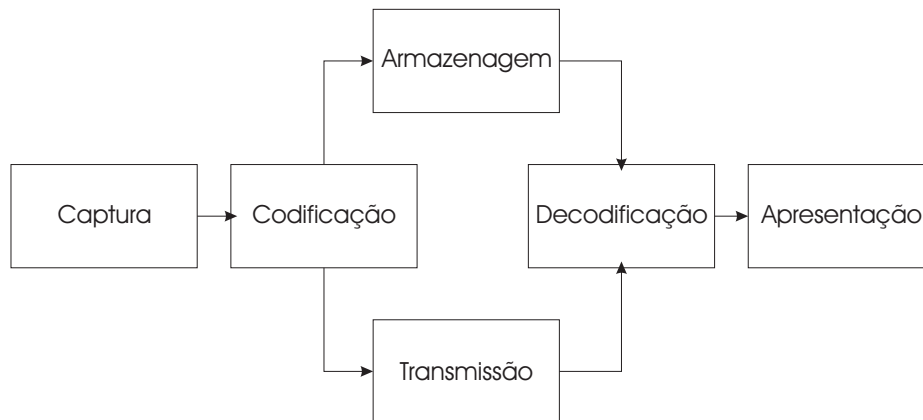 Armazenagem
Captura
Codificação
Decodificação
Apresentação
Transmissão